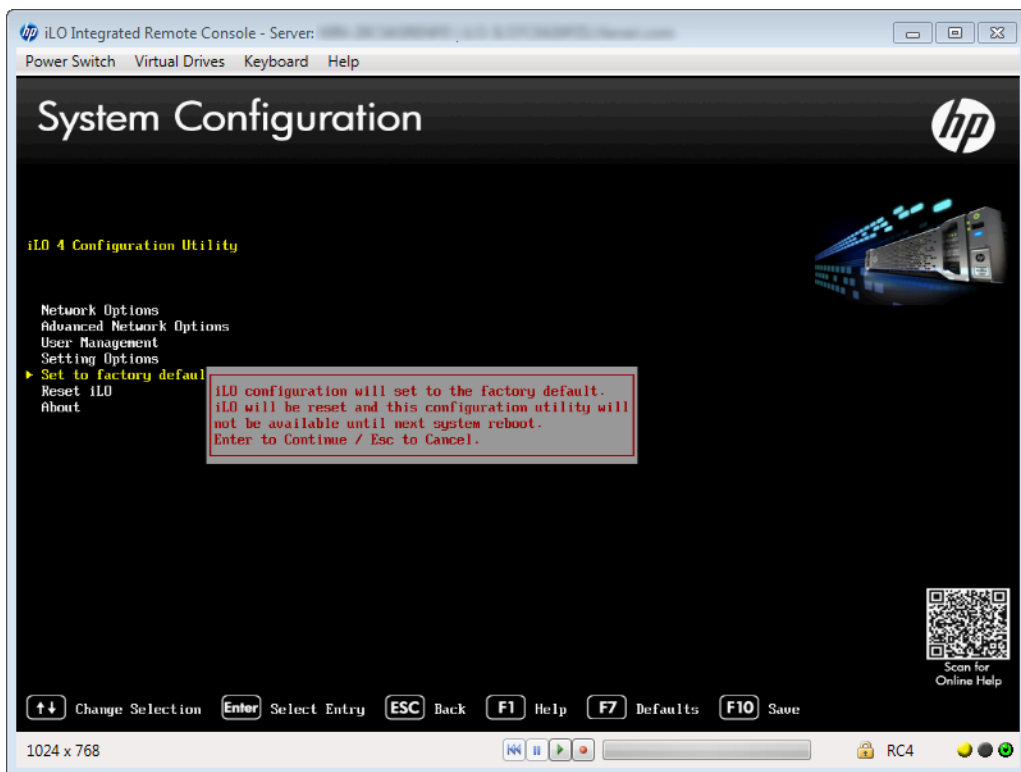 hp iLO Integrated Remote Console - Server:
Power Switch Virtual Drives Keyboard Help
System Configuration
hp
iLO 4 Configuration Utility
Network Options
Advanced Network Options
User Management
Setting Options
Set to factory defaul
Reset iLO
About
iLO configuration will set to the factory default.
iLO will be reset and this configuration utility will
not be available until next system reboot.
Enter to Continue / Esc to Cancel.
Scan for
Online Help
Change Selection Enter Select Entry ESC Back F1 Help F7 Defaults F10 Save
1024 x 768 RC4